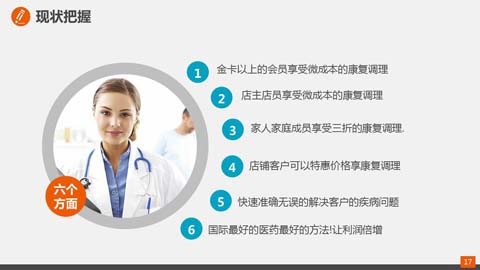 现状把握
1 金卡以上的会员享受微成本的康复调理
2 店主店员享受微成本的康复调理
3 家人家庭成员享受三折的康复调理.
4 店铺客户可以特惠价格享康复调理
5 快速准确无误的解决客户的疾病问题
6 国际最好的医药最好的方法!让利润倍增
六个
方面
17